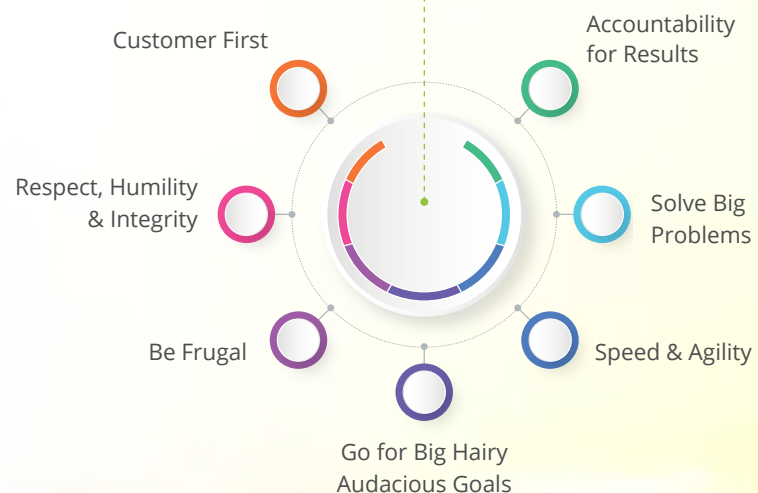 Customer First
Accountability
for Results
Respect, Humility
& Integrity
Solve Big
Problems
Be Frugal
Speed & Agility
Go for Big Hairy
Audacious Goals